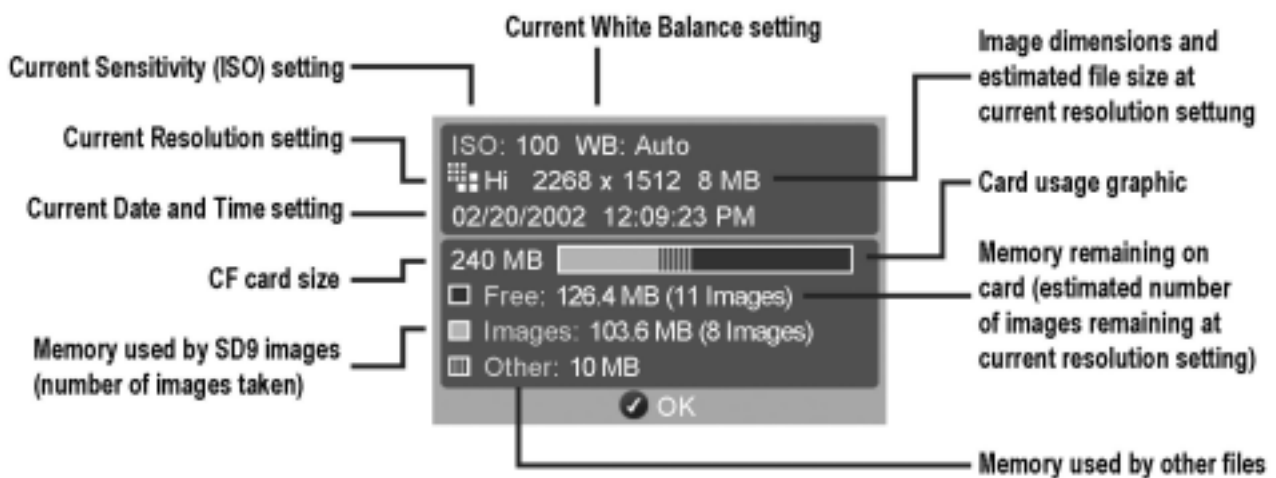 Current White Balance setting
Current Sensitivity (ISO) setting
Current Resolution setting
Current Date and Time setting
CF card size
Memory used by SD9 images
(number of images taken)
ISO: 100 WB: Auto
Hi 2268 x 1512 8 MB
02/20/2002 12:09:23 PM
240 MB
Free: 126.4 MB (11 Images)
Images: 103.6 MB (8 Images)
Other: 10 MB
OK
Image dimensions and
estimated file size at
current resolution settung
Card usage graphic
Memory remaining on
card (estimated number
of images remaining at
current resolution setting)
Memory used by other files